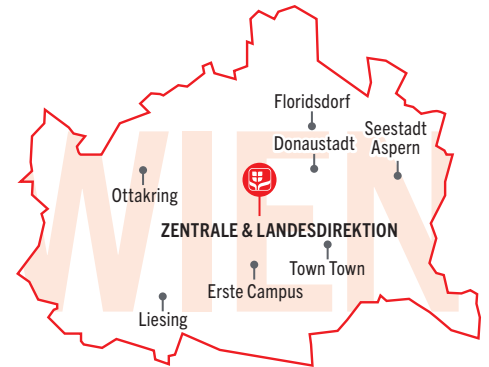 WIEN
Floridsdorf
Donaustadt
Seestadt
Aspern
Ottakring
ZENTRALE & LANDESDIREKTION
Town Town
Erste Campus
Liesing